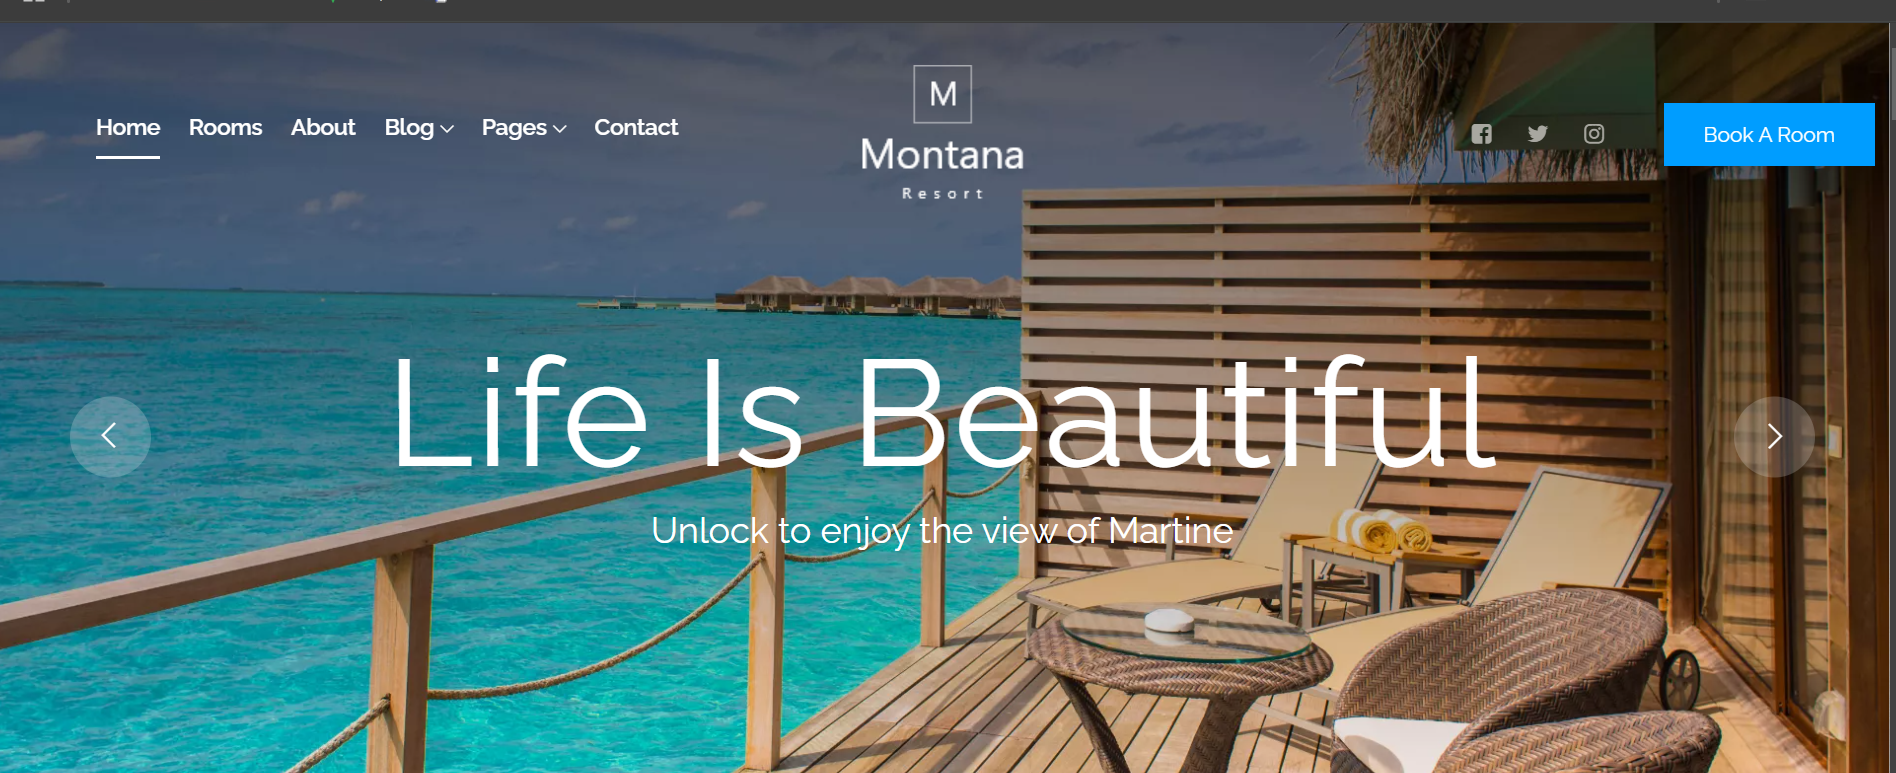 Home Rooms About Blog Pages Contact
M
Montana
Resort
Book A Room
Life Is Beautiful
Unlock to enjoy the view of Martine